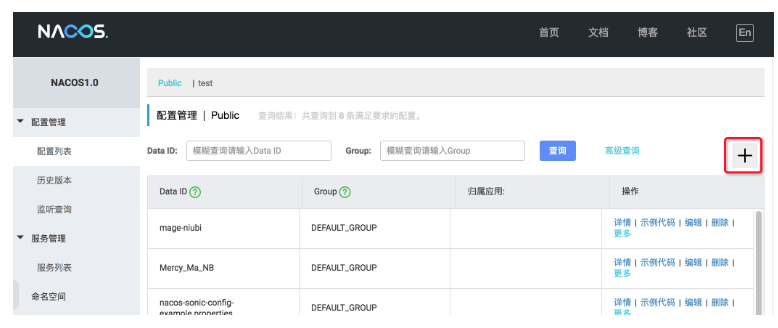 NACOS.
首页 文档 博客 社区 En
NACOS1.0
Public | test
配置管理
配置管理 | Public 查询结果：共查询到 8 条满足要求的配置。
配置列表
Data ID: 模糊查询请输入Data ID Group: 模糊查询请输入Group 查询 高级查询 +
历史版本
Data ID ? Group ? 归属应用: 操作
监听查询
mage-niubi DEFAULT_GROUP 详情 | 示例代码 | 编辑 | 删除 |
更多
服务管理
服务列表
Mercy_Ma_NB DEFAULT_GROUP 详情 | 示例代码 | 编辑 | 删除 |
更多
命名空间
nacos-sonic-config-
example.properties DEFAULT_GROUP 详情 | 示例代码 | 编辑 | 删除 |
更多